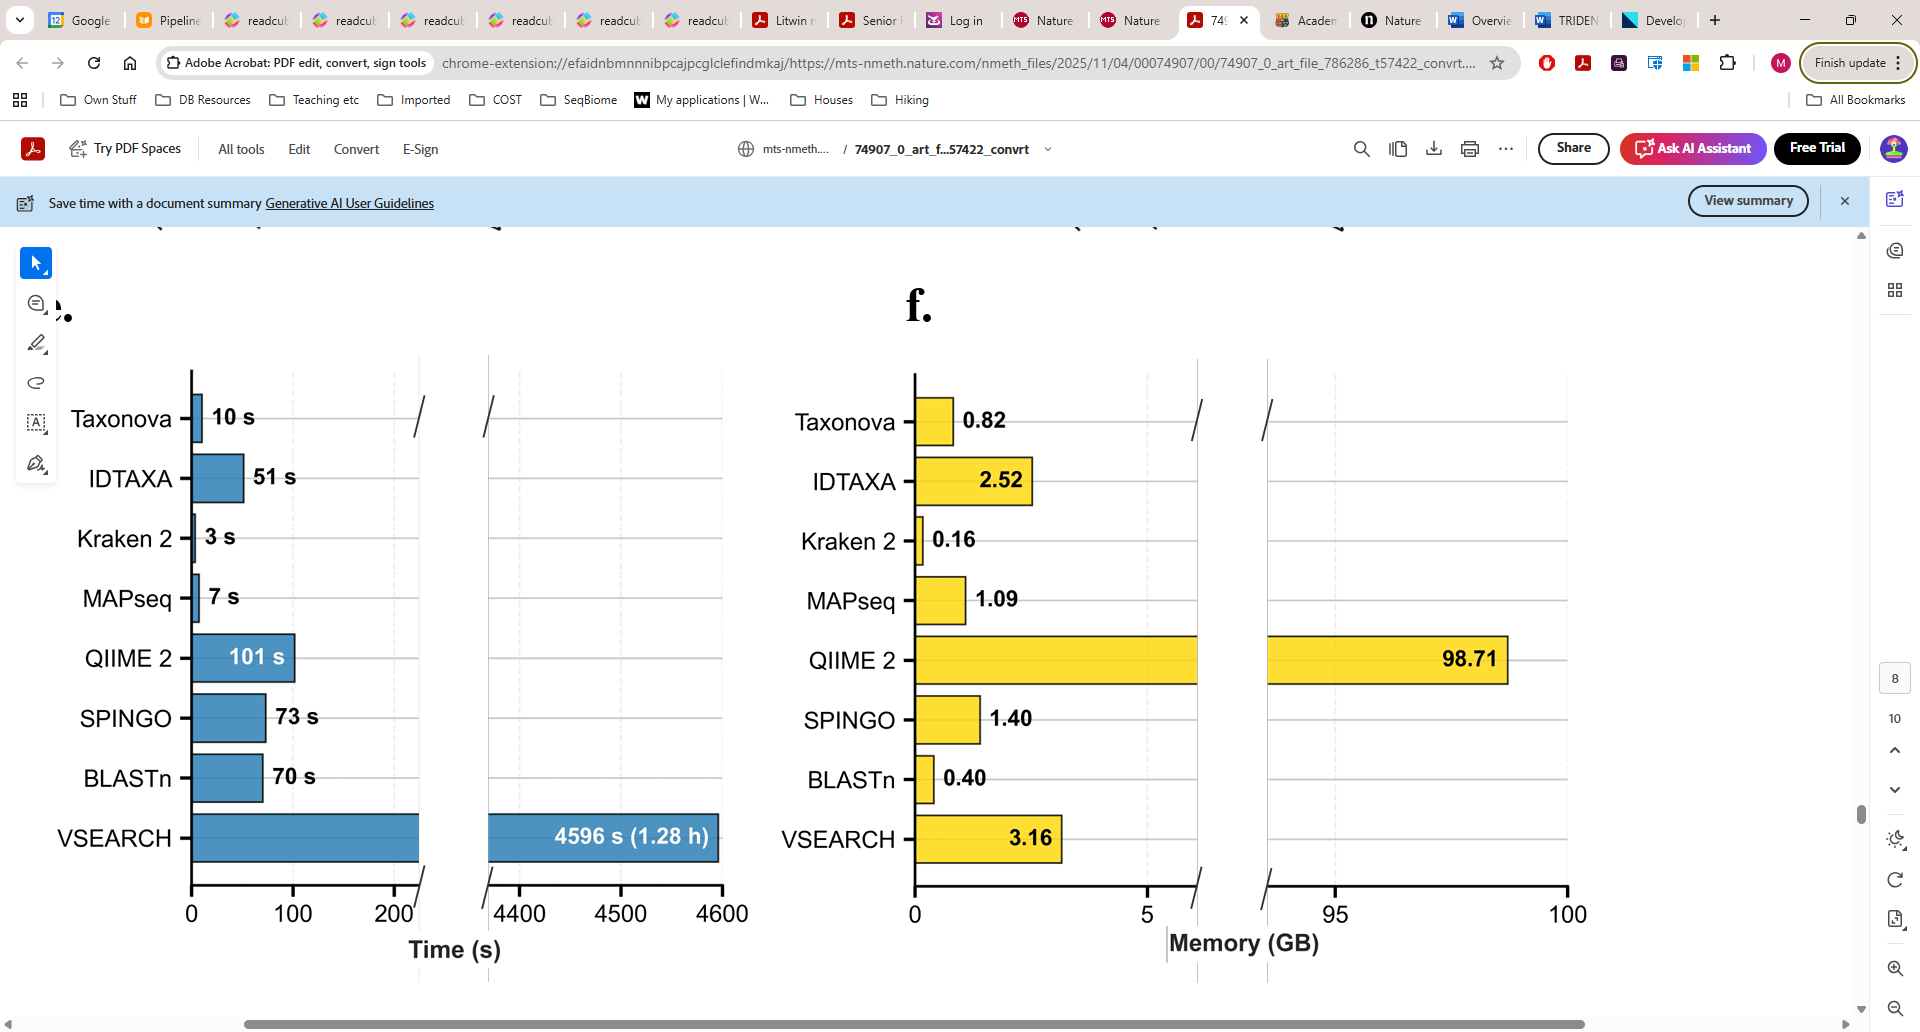 Google
Pipeline
readcub
readcub
readcub
readcub
readcub
readcub
Litwin r
Senior
Log in
Nature
Nature
74
Academ
Nature
Overvie
TRIDEN
Develo
Adobe Acrobat: PDF edit, convert, sign tools
chrome-extension://efaidnbmnnnibpcajpcglclefindmkaj/https://mts-nmeth.nature.com/nmeth_files/2025/11/04/00074907/00/74907_0_art_file_786286_t57422_convrt....
Finish update
Own Stuff
DB Resources
Teaching etc
Imported
COST
SeqBiome
My applications | W...
Houses
Hiking
All Bookmarks
Try PDF Spaces
All tools
Edit
Convert
E-Sign
mts-nmeth.... / 74907_0_art_f...57422_convrt
Share
Ask AI Assistant
Free Trial
Save time with a document summary Generative AI User Guidelines
View summary
e.
Taxonova 10 s
IDTAXA 51 s
Kraken 2 3 s
MAPseq 7 s
QIIME 2 101 s
SPINGO 73 s
BLASTn 70 s
VSEARCH 4596 s (1.28 h)
0 100 200 4400 4500 4600
Time (s)
f.
Taxonova 0.82
IDTAXA 2.52
Kraken 2 0.16
MAPseq 1.09
QIIME 2 98.71
SPINGO 1.40
BLASTn 0.40
VSEARCH 3.16
0 5 95 100
Memory (GB)
8
10